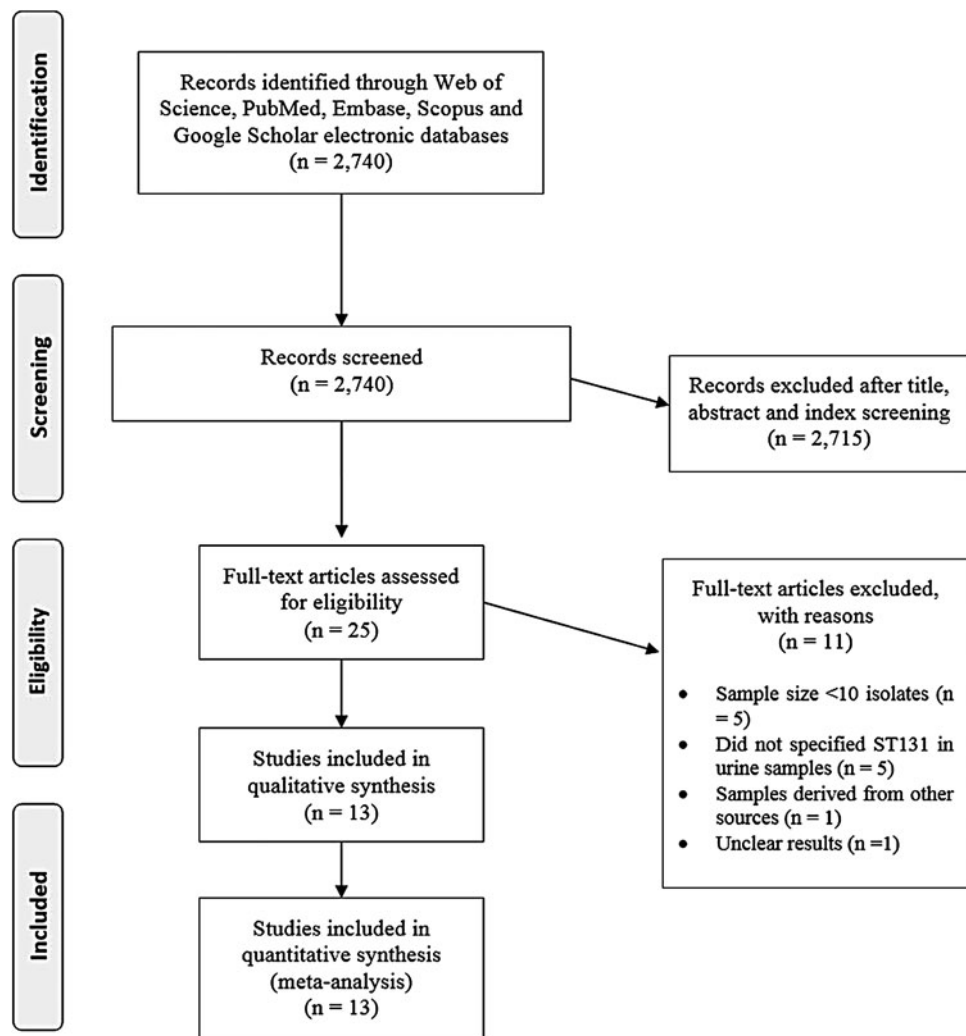 Identification
Records identified through Web of
Science, PubMed, Embase, Scopus and
Google Scholar electronic databases
(n = 2,740)
Screening
Records screened
(n = 2,740)
Records excluded after title,
abstract and index screening
(n = 2,715)
Eligibility
Full-text articles assessed
for eligibility
(n = 25)
Full-text articles excluded,
with reasons
(n = 11)
• Sample size <10 isolates (n
= 5)
• Did not specified ST131 in
urine samples (n = 5)
• Samples derived from other
sources (n = 1)
• Unclear results (n =1)
Studies included in
qualitative synthesis
(n = 13)
Included
Studies included in
quantitative synthesis
(meta-analysis)
(n = 13)